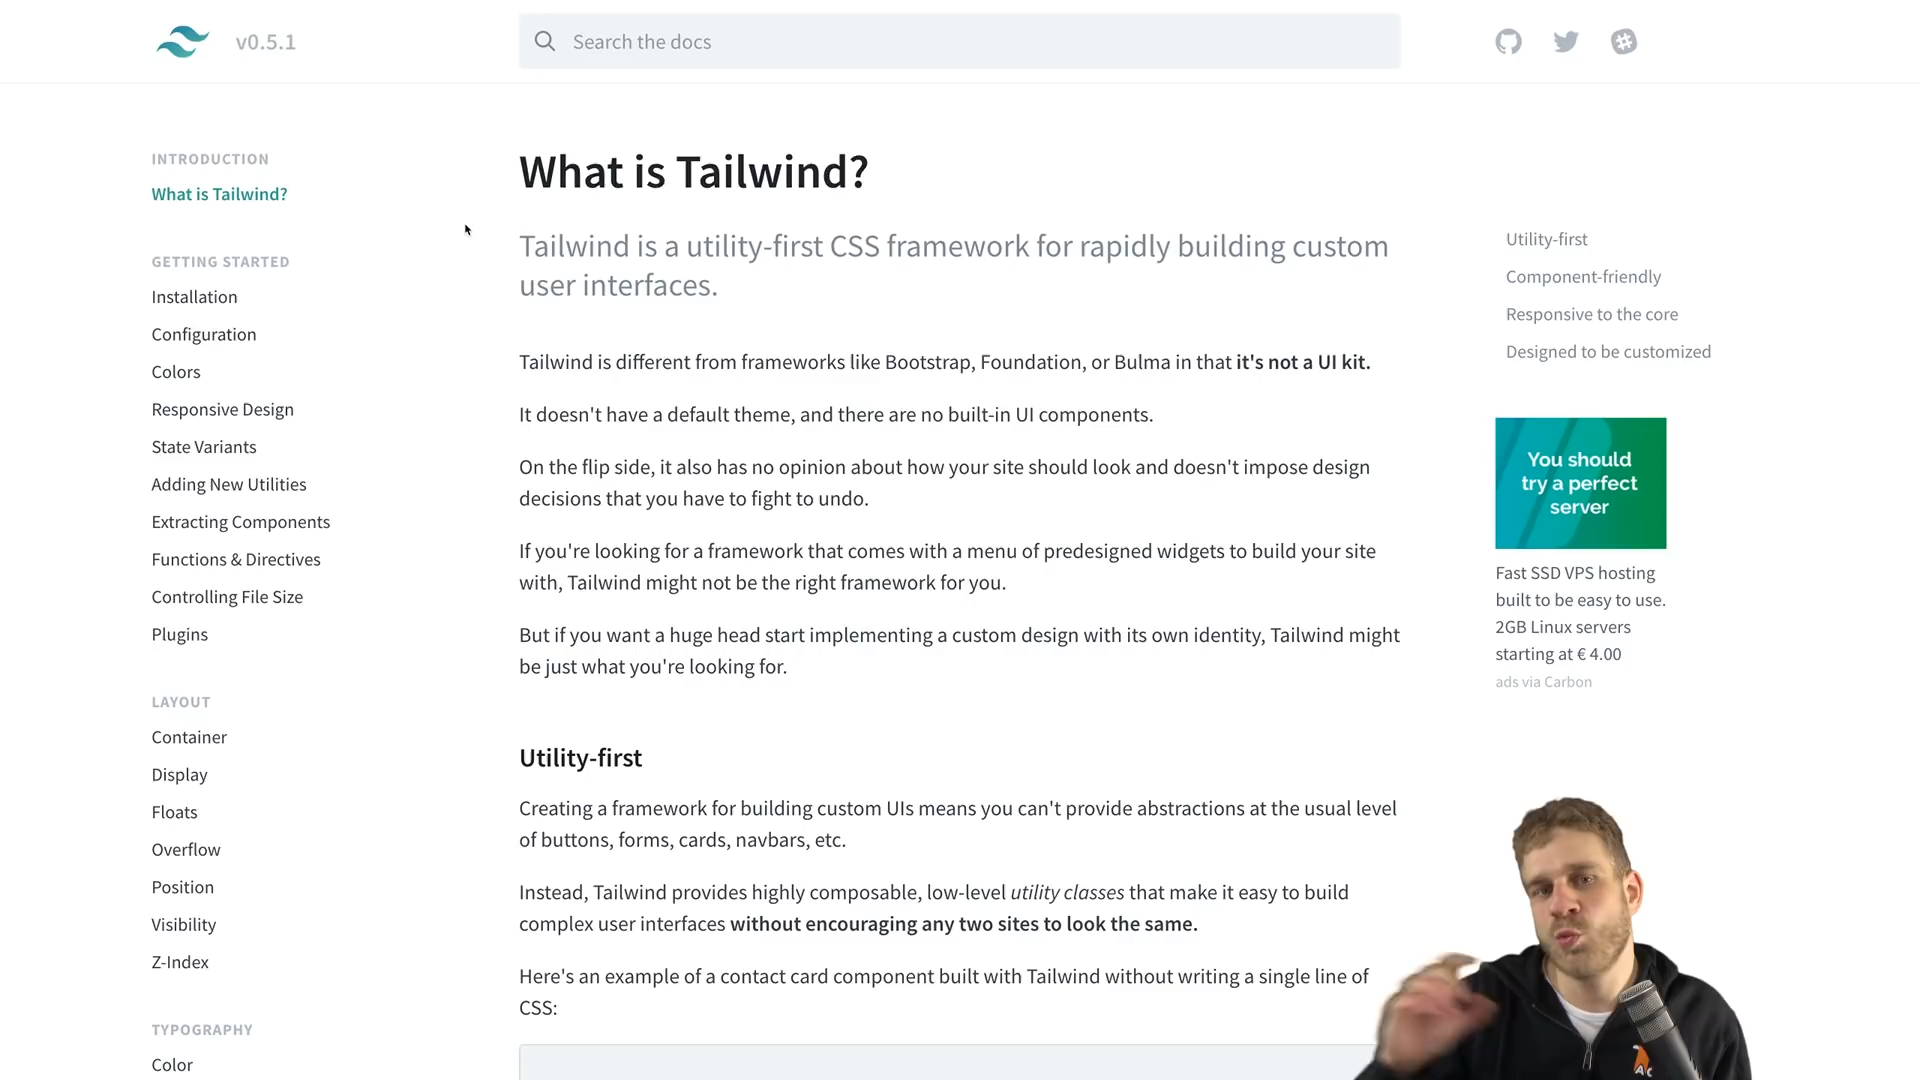 v0.5.1
Search the docs
INTRODUCTION
What is Tailwind?
GETTING STARTED
Installation
Configuration
Colors
Responsive Design
State Variants
Adding New Utilities
Extracting Components
Functions & Directives
Controlling File Size
Plugins
LAYOUT
Container
Display
Floats
Overflow
Position
Visibility
Z-Index
TYPOGRAPHY
Color
What is Tailwind?
Tailwind is a utility-first CSS framework for rapidly building custom
user interfaces.
Tailwind is different from frameworks like Bootstrap, Foundation, or Bulma in that it's not a UI kit.
It doesn't have a default theme, and there are no built-in UI components.
On the flip side, it also has no opinion about how your site should look and doesn't impose design
decisions that you have to fight to undo.
If you're looking for a framework that comes with a menu of predesigned widgets to build your site
with, Tailwind might not be the right framework for you.
But if you want a huge head start implementing a custom design with its own identity, Tailwind might
be just what you're looking for.
Utility-first
Creating a framework for building custom UIs means you can't provide abstractions at the usual level
of buttons, forms, cards, navbars, etc.
Instead, Tailwind provides highly composable, low-level utility classes that make it easy to build
complex user interfaces without encouraging any two sites to look the same.
Here's an example of a contact card component built with Tailwind without writing a single line of
CSS:
Utility-first
Component-friendly
Responsive to the core
Designed to be customized
You should
try a perfect
server
Fast SSD VPS hosting
built to be easy to use.
2GB Linux servers
starting at € 4.00
ads via Carbon
AC